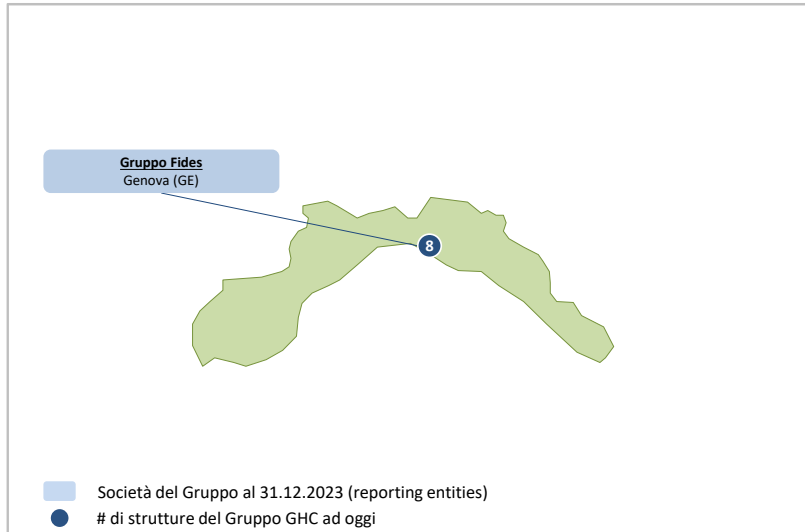 Gruppo Fides
Genova (GE)
8
Società del Gruppo al 31.12.2023 (reporting entities)
# di strutture del Gruppo GHC ad oggi